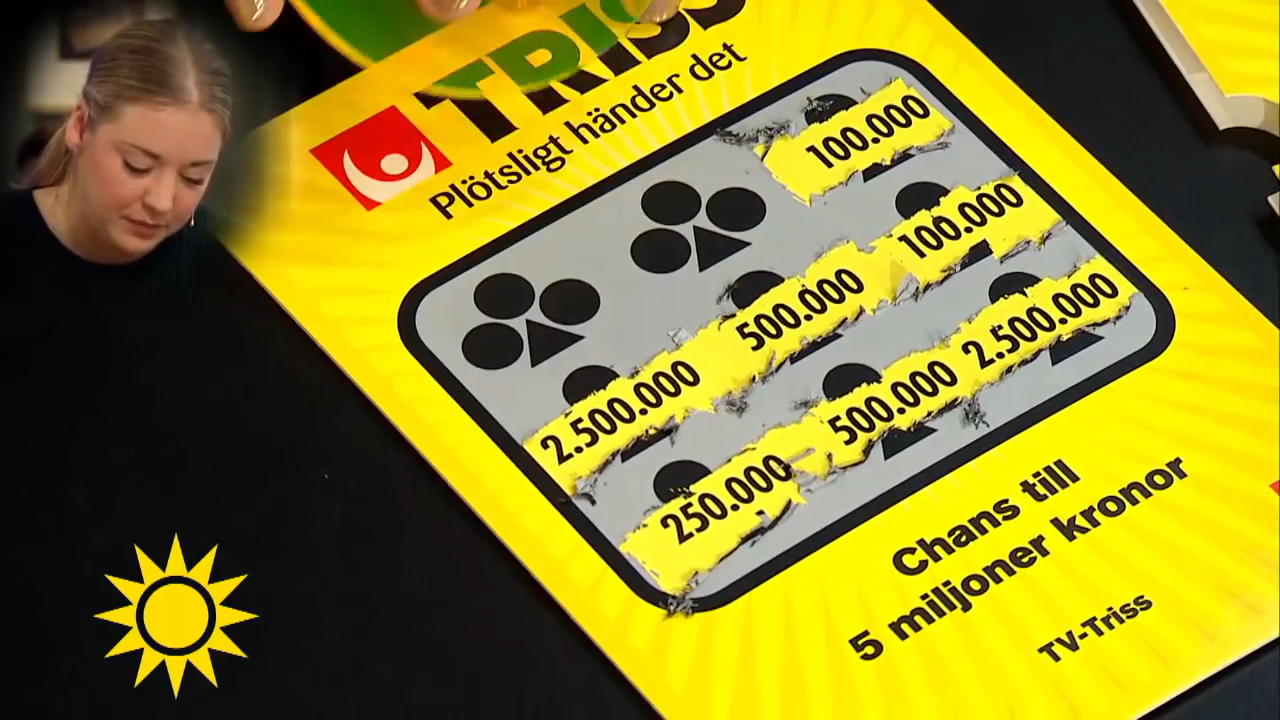 TRISS
Plötsligt händer det
100.000
2.500.000 500.000 100.000
250.000 500.000 2.500.000
Chans till
5 miljoner kronor
TV-Triss